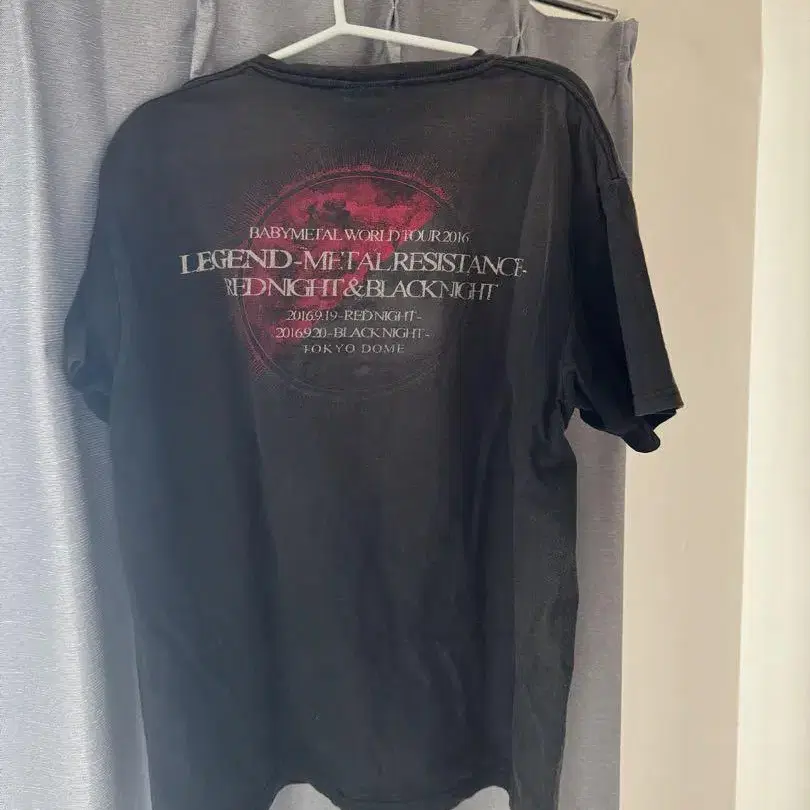 BABYMETAL WORLD TOUR 2016
LEGEND -METAL RESISTANCE-
RED NIGHT & BLACK NIGHT
2016.9.19 -RED NIGHT-
2016.9.20 -BLACK NIGHT-
TOKYO DOME